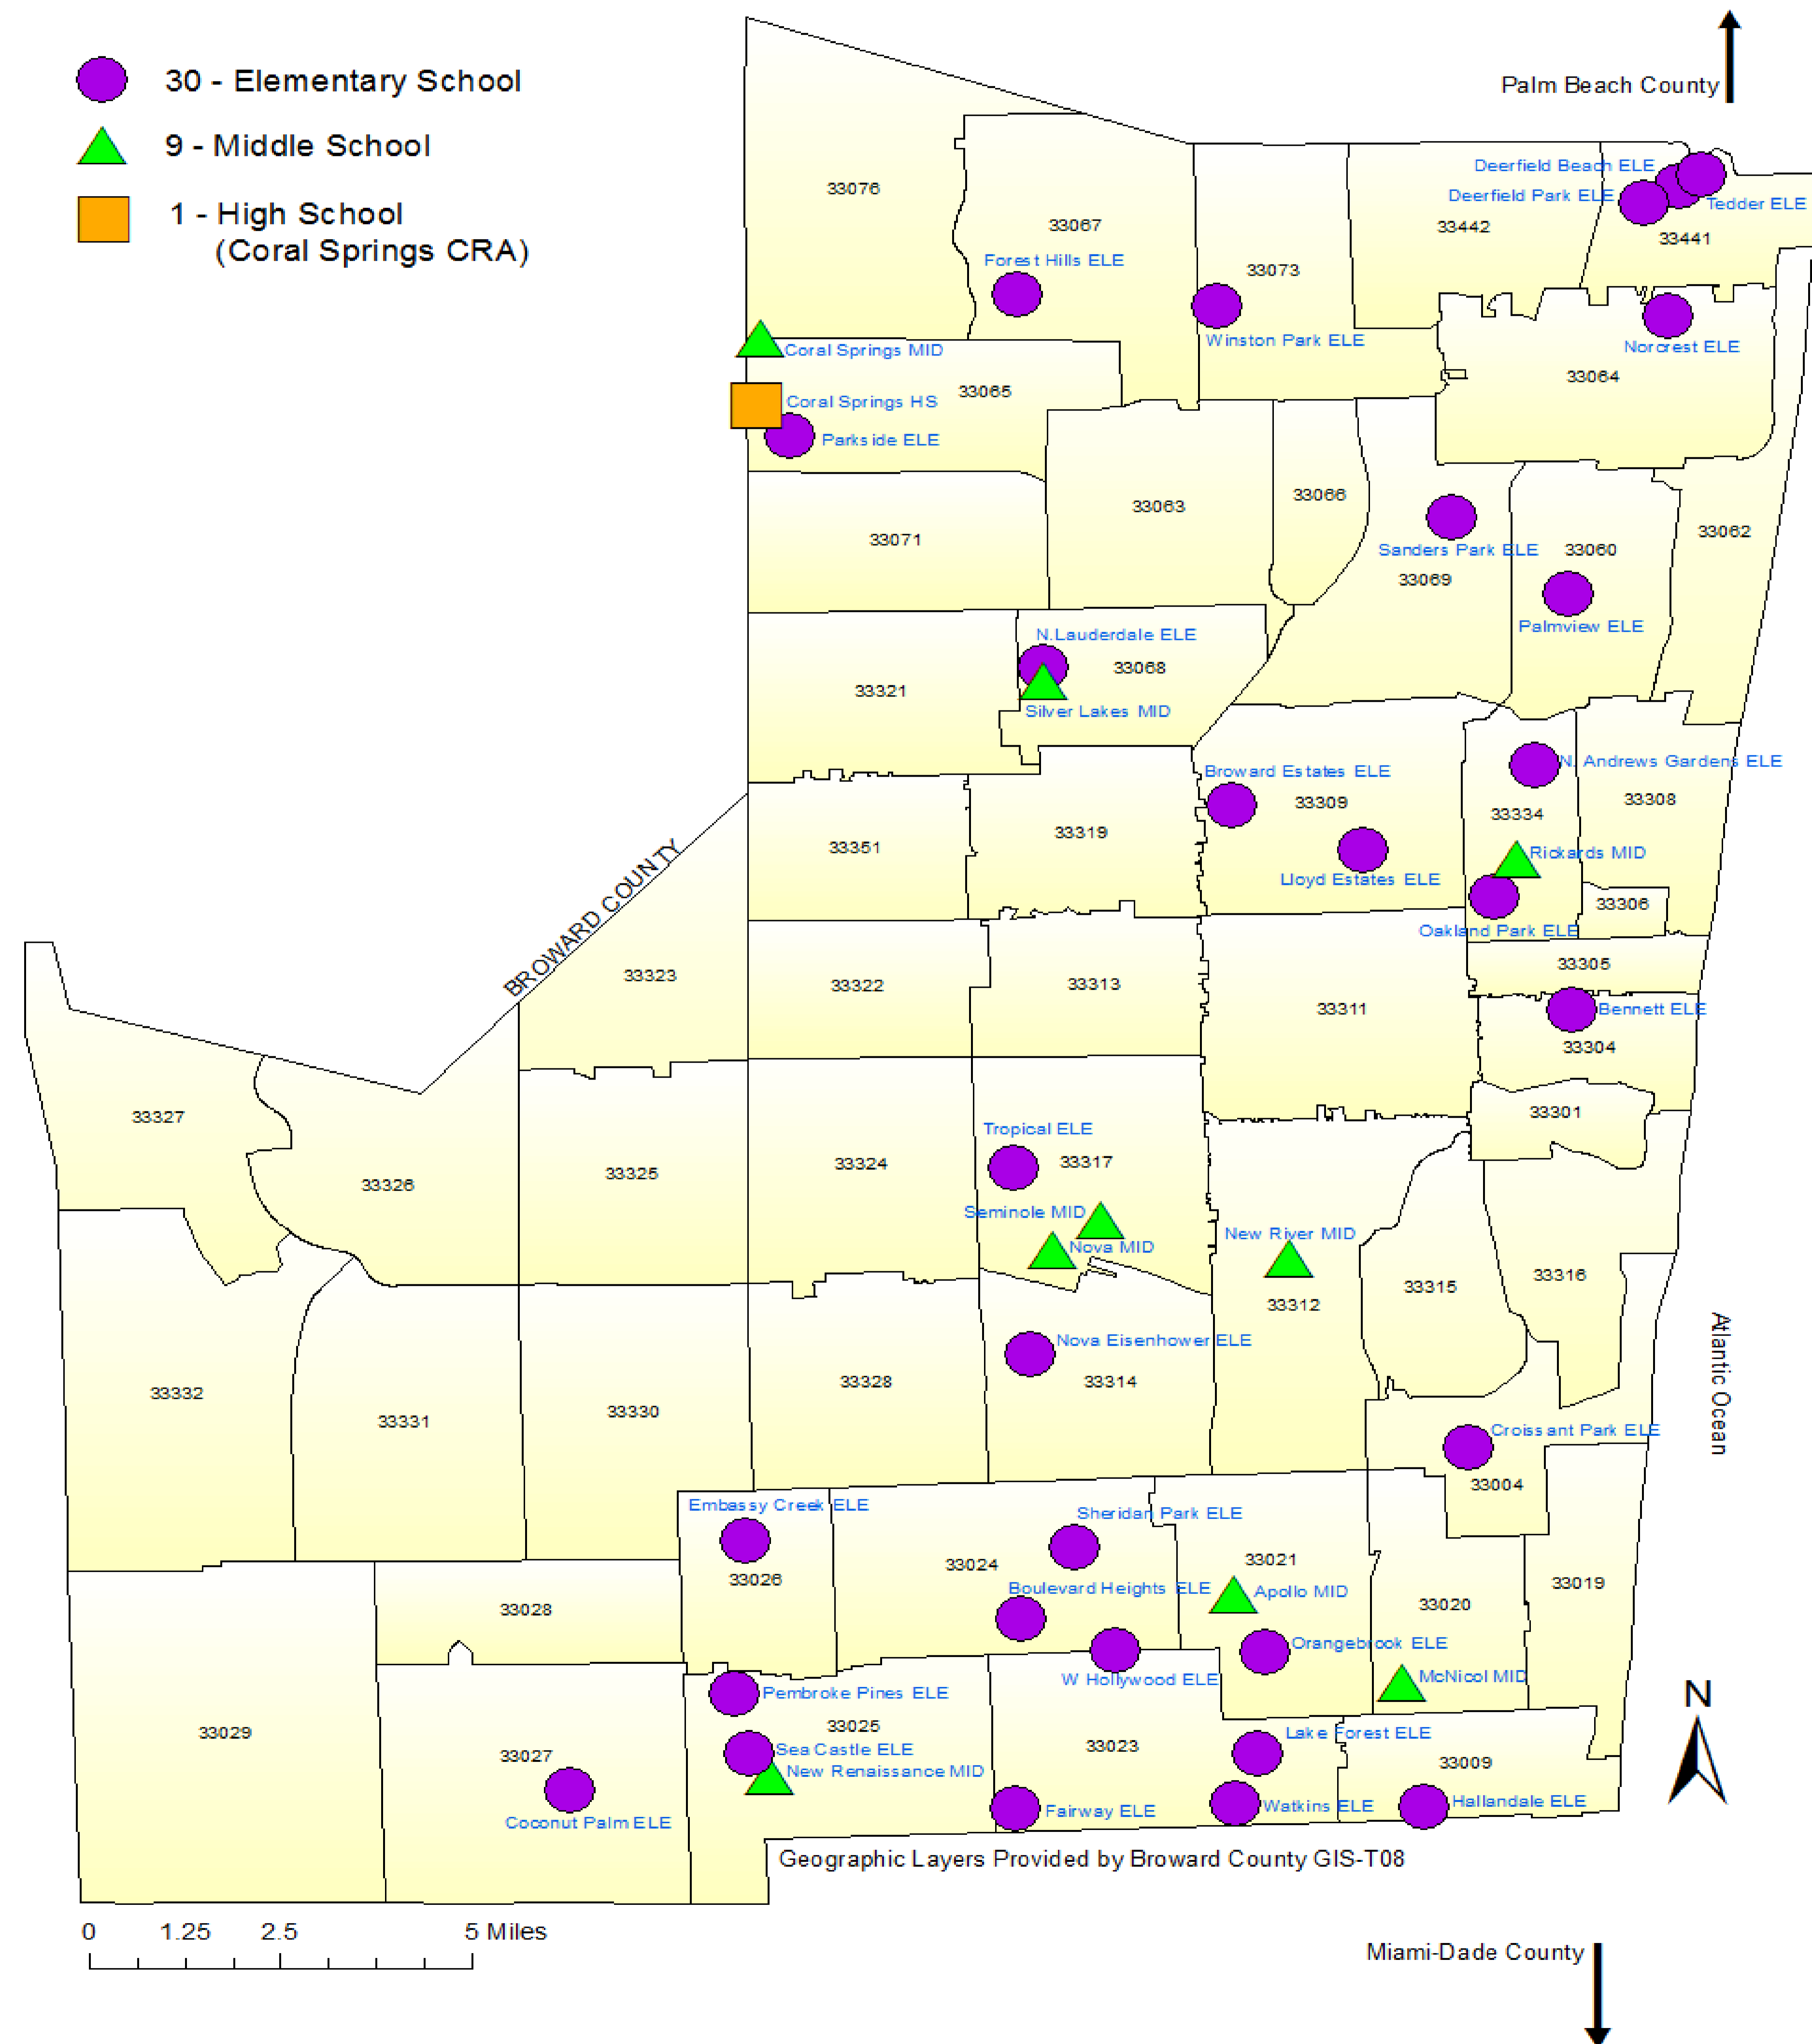 30 - Elementary School
9 - Middle School
1 - High School
(Coral Springs CRA)
Palm Beach County
Deerfield Beach ELE
Deerfield Park ELE
Tedder ELE
33076
33067
33442
33441
Forest Hills ELE
33073
Winston Park ELE
Norcrest ELE
33064
Coral Springs MID
33065
Coral Springs HS
Parkside ELE
33063
33066
33071
33062
Sanders Park ELE
33060
33069
Palmview ELE
N.Lauderdale ELE
33068
33321
Silver Lakes MID
N. Andrews Gardens ELE
Broward Estates ELE
33309
33308
33334
33319
33351
Rickards MID
Lloyd Estates ELE
33306
Oakland Park ELE
BROWARD COUNTY
33305
33323
33322
33313
33311
Bennett ELE
33304
33301
33327
Tropical ELE
33317
33324
33325
33326
Seminole MID
Nova MID
New River MID
33316
33315
33312
Atlantic Ocean
Nova Eisenhower ELE
33314
33328
33332
33331
33330
Croissant Park ELE
33004
Embassy Creek ELE
Sheridan Park ELE
33024
33021
33026
33019
Boulevard Heights ELE
Apollo MID
33028
33020
Orangebrook ELE
W Hollywood ELE
McNicol MID
Pembroke Pines ELE
N
33029
33025
Lake Forest ELE
33023
33027
Sea Castle ELE
33009
New Renaissance MID
Coconut Palm ELE
Fairway ELE
Watkins ELE
Hallandale ELE
Geographic Layers Provided by Broward County GIS-T08
0 1.25 2.5 5 Miles
Miami-Dade County